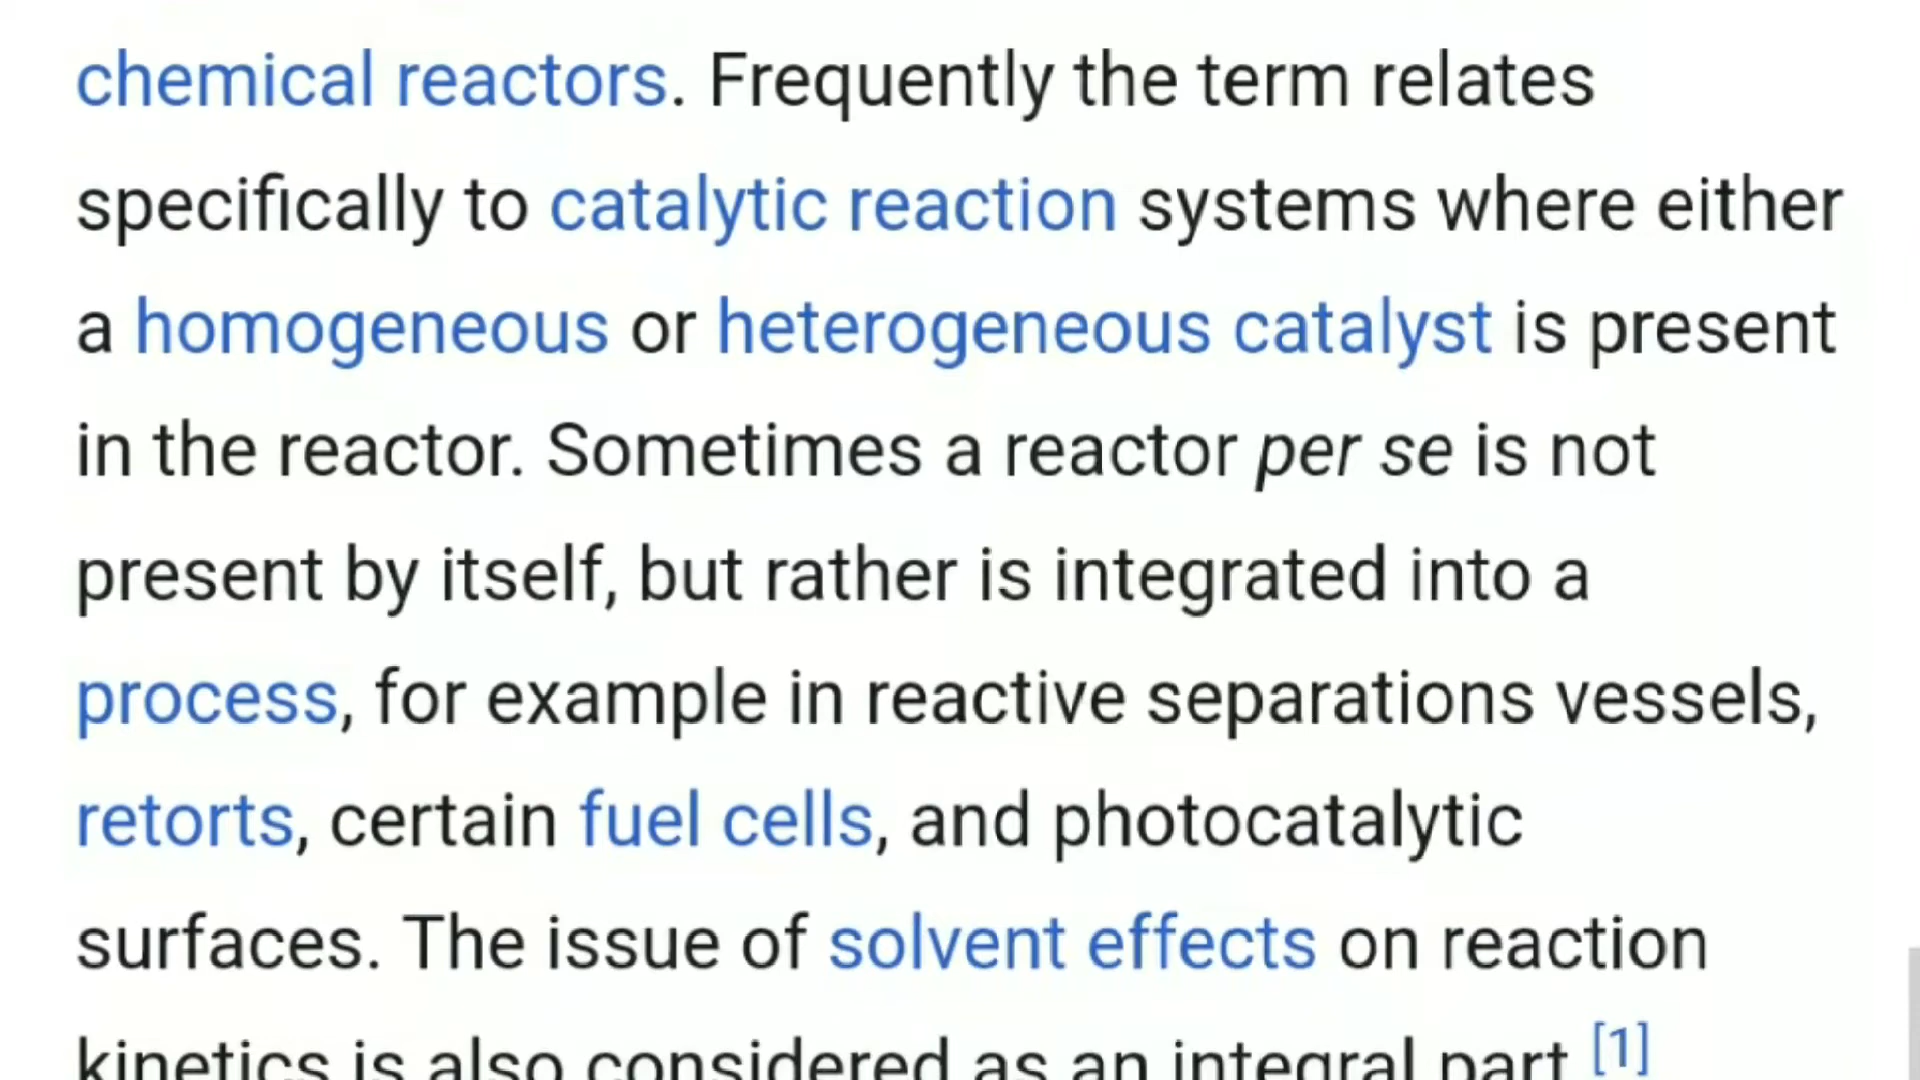 chemical reactors. Frequently the term relates
specifically to catalytic reaction systems where either
a homogeneous or heterogeneous catalyst is present
in the reactor. Sometimes a reactor per se is not
present by itself, but rather is integrated into a
process, for example in reactive separations vessels,
retorts, certain fuel cells, and photocatalytic
surfaces. The issue of solvent effects on reaction
kinetics is also considered as an integral part.[1]